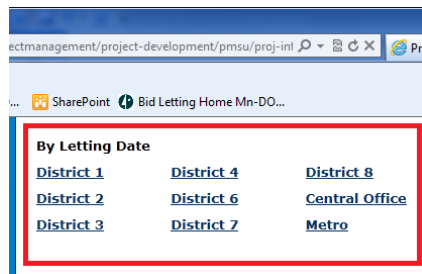 ectmanagement/project-development/pmsu/proj-inf
Pr
... SharePoint Bid Letting Home Mn-DO...
By Letting Date
District 1 District 4 District 8
District 2 District 6 Central Office
District 3 District 7 Metro